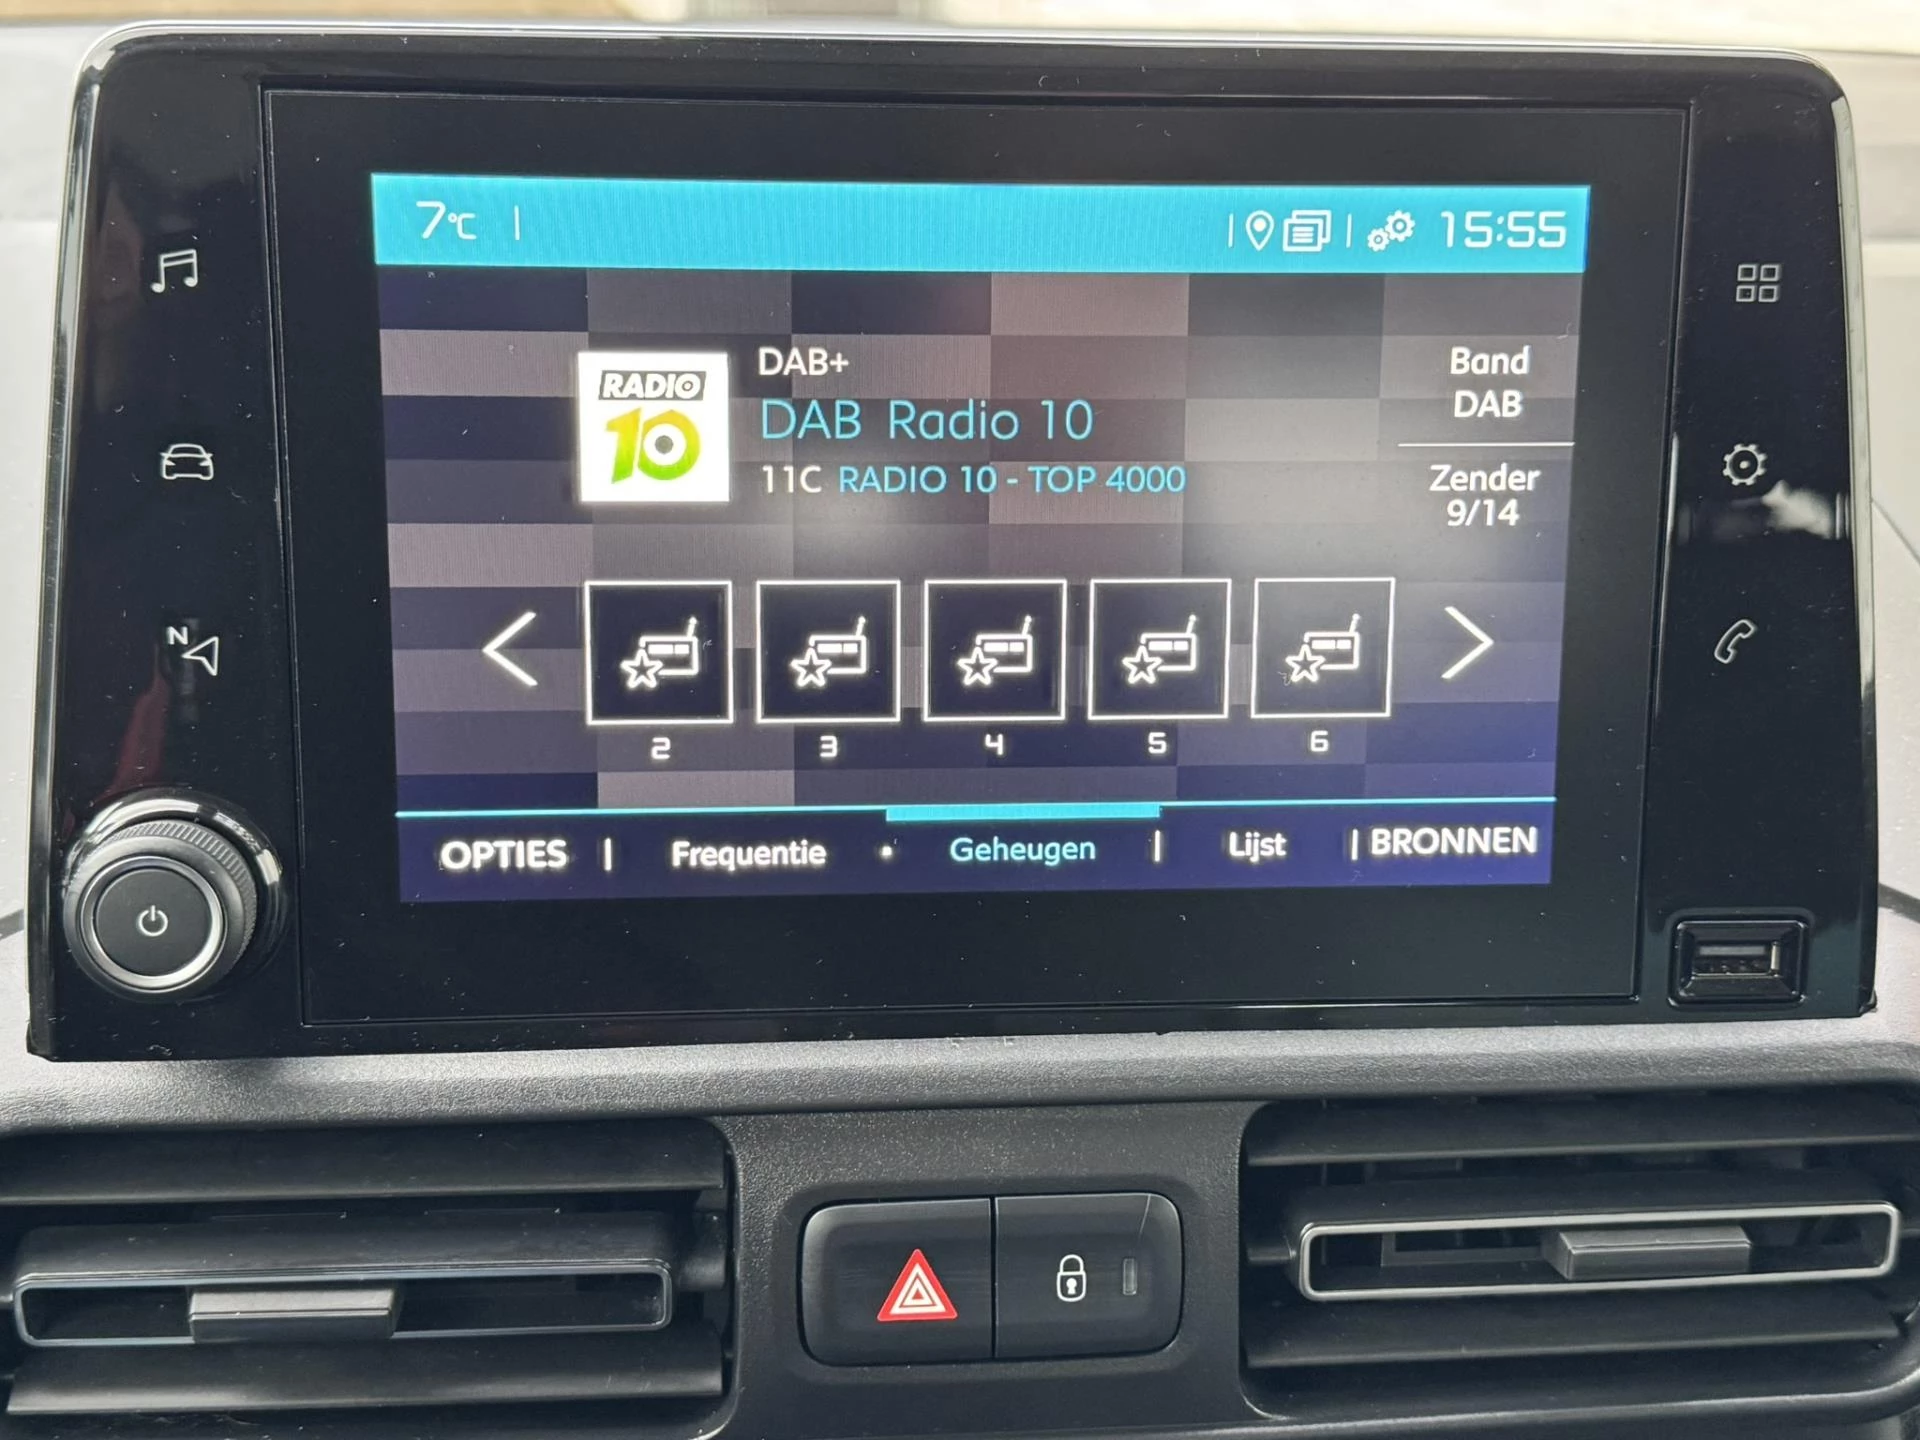 7°C
15:55
RADIO
10
DAB+
DAB Radio 10
11C RADIO 10 - TOP 4000
Band
DAB
Zender
9/14
N
2 3 4 5 6
OPTIES | Frequentie • Geheugen | Lijst | BRONNEN